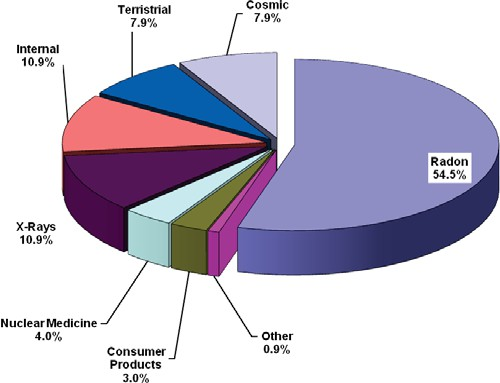 Cosmic
7.9%
Terristrial
7.9%
Internal
10.9%
Radon
54.5%
X-Rays
10.9%
Nuclear Medicine
4.0%
Other
0.9%
Consumer
Products
3.0%